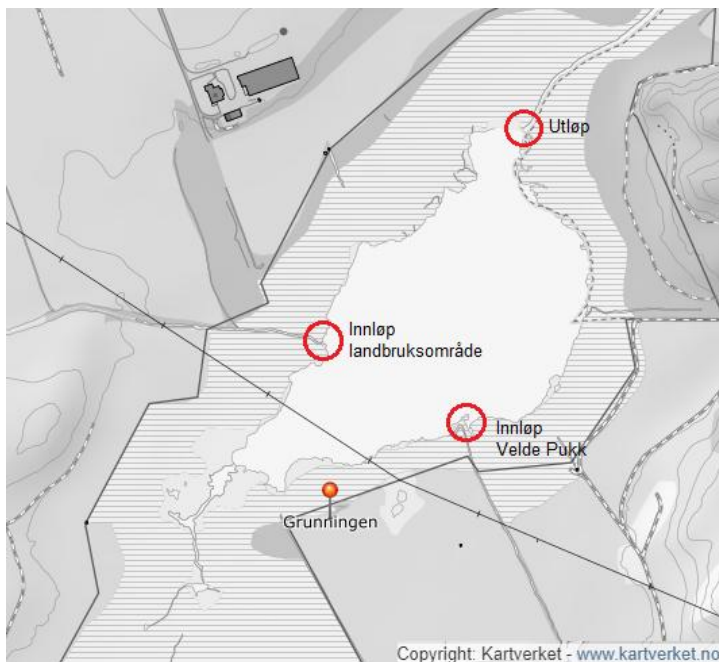 Utløp
Innløp
landbruksområde
Innløp
Velde Pukk
Grunningen
Copyright: Kartverket - www.kartverket.no